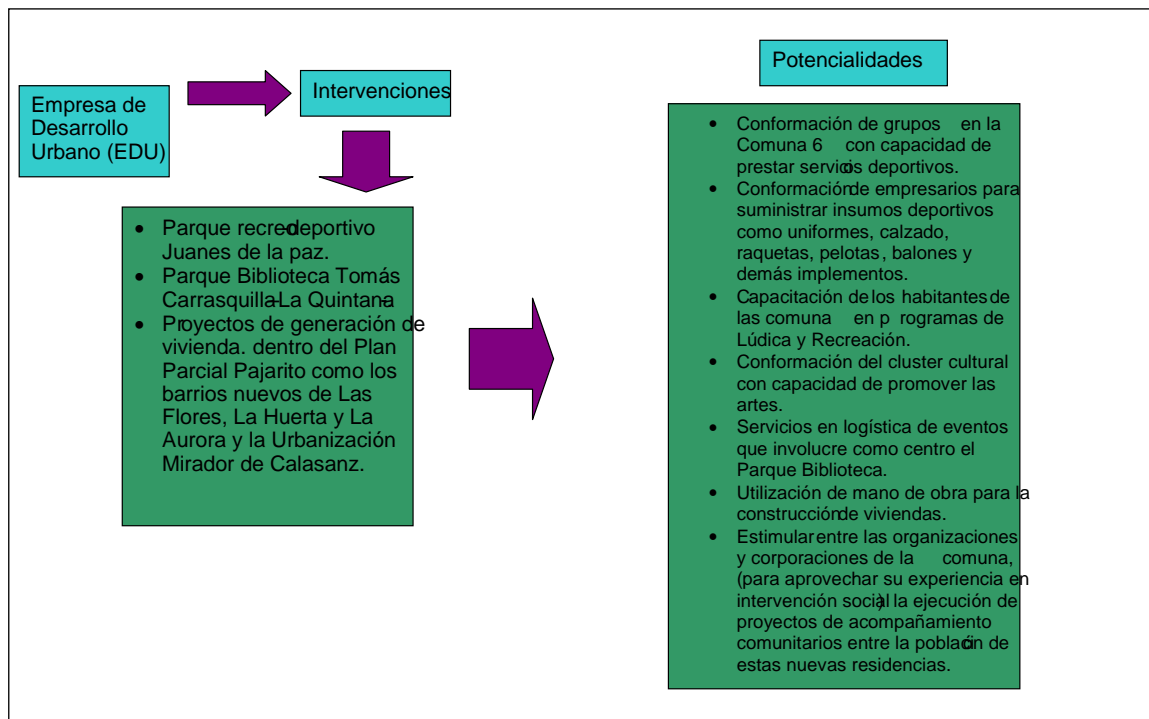 Empresa de
Desarrollo
Urbano (EDU)
Intervenciones
• Parque recreo-deportivo
Juanes de la paz.
• Parque Biblioteca Tomás
Carrasquilla-La Quintana-
• Proyectos de generación de
vivienda. dentro del Plan
Parcial Pajarito como los
barrios nuevos de Las
Flores, La Huerta y La
Aurora y la Urbanización
Mirador de Calasanz.
Potencialidades
• Conformación de grupos en la
Comuna 6 con capacidad de
prestar servicios deportivos.
• Conformación de empresarios para
suministrar insumos deportivos
como uniformes, calzado,
raquetas, pelotas, balones y
demás implementos.
• Capacitación de los habitantes de
las comuna en programas de
Lúdica y Recreación.
• Conformación del cluster cultural
con capacidad de promover las
artes.
• Servicios en logística de eventos
que involucre como centro el
Parque Biblioteca.
• Utilización de mano de obra para la
construcción de viviendas.
• Estimular entre las organizaciones
y corporaciones de la comuna,
(para aprovechar su experiencia en
intervención social) la ejecución de
proyectos de acompañamiento
comunitarios entre la población de
estas nuevas residencias.